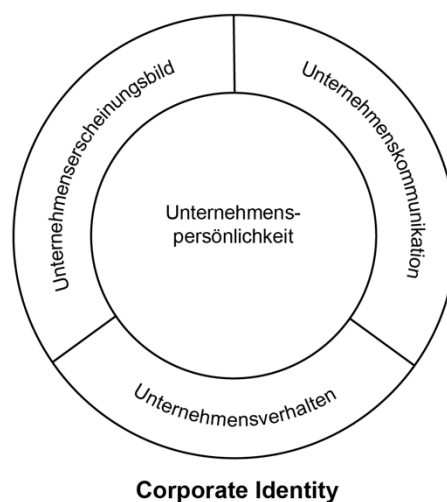 Unternehmenserscheinungsbild
Unternehmenskommunikation
Unternehmens-
persönlichkeit
Unternehmensverhalten
Corporate Identity